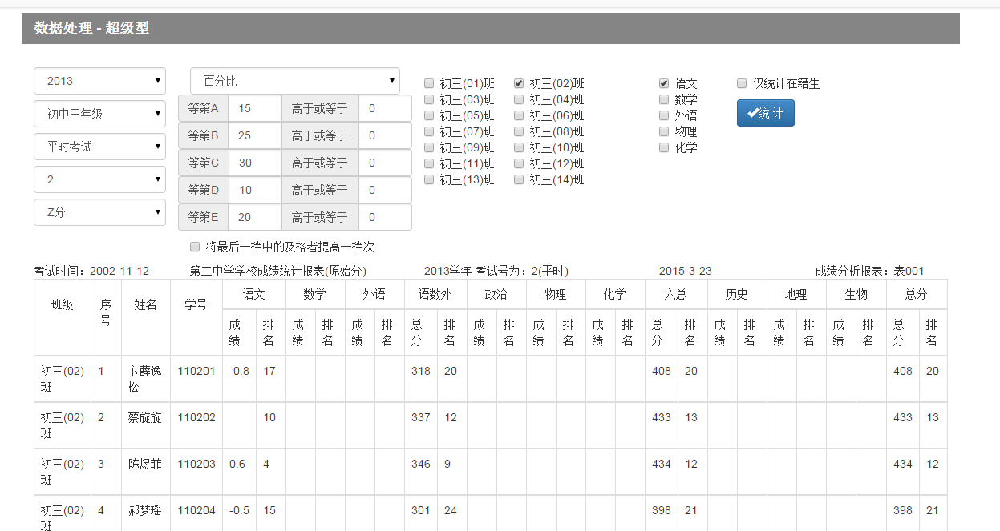 数据处理 - 超级型
2013 百分比 初三(01)班 初三(02)班 语文 仅统计在籍生
初三(03)班 初三(04)班 数学
等第A 15 高于或等于 0
初中三年级 初三(05)班 初三(06)班 外语 统 计
等第B 25 高于或等于 0 初三(07)班 初三(08)班 物理
平时考试 初三(09)班 初三(10)班 化学
等第C 30 高于或等于 0 初三(11)班 初三(12)班
2 初三(13)班 初三(14)班
等第D 10 高于或等于 0
Z分 等第E 20 高于或等于 0
将最后一档中的及格者提高一档次
考试时间：2002-11-12 第二中学学校成绩统计报表(原始分) 2013学年 考试号为：2(平时) 2015-3-23 成绩分析报表：表001
班级 序号 姓名 学号 语文 数学 外语 语数外 政治 物理 化学 六总 历史 地理 生物 总分
成绩 排名 成绩 排名 成绩 排名 总分 排名 成绩 排名 成绩 排名 成绩 排名 总分 排名 成绩 排名 成绩 排名 成绩 排名 总分 排名
初三(02)班 1 卞薛逸松 110201 -0.8 17 318 20 408 20 408 20
初三(02)班 2 蔡旋旋 110202 10 337 12 433 13 433 13
初三(02)班 3 陈煜菲 110203 0.6 4 346 9 434 12 434 12
初三(02)班 4 郝梦瑶 110204 -0.5 15 301 24 398 21 398 21